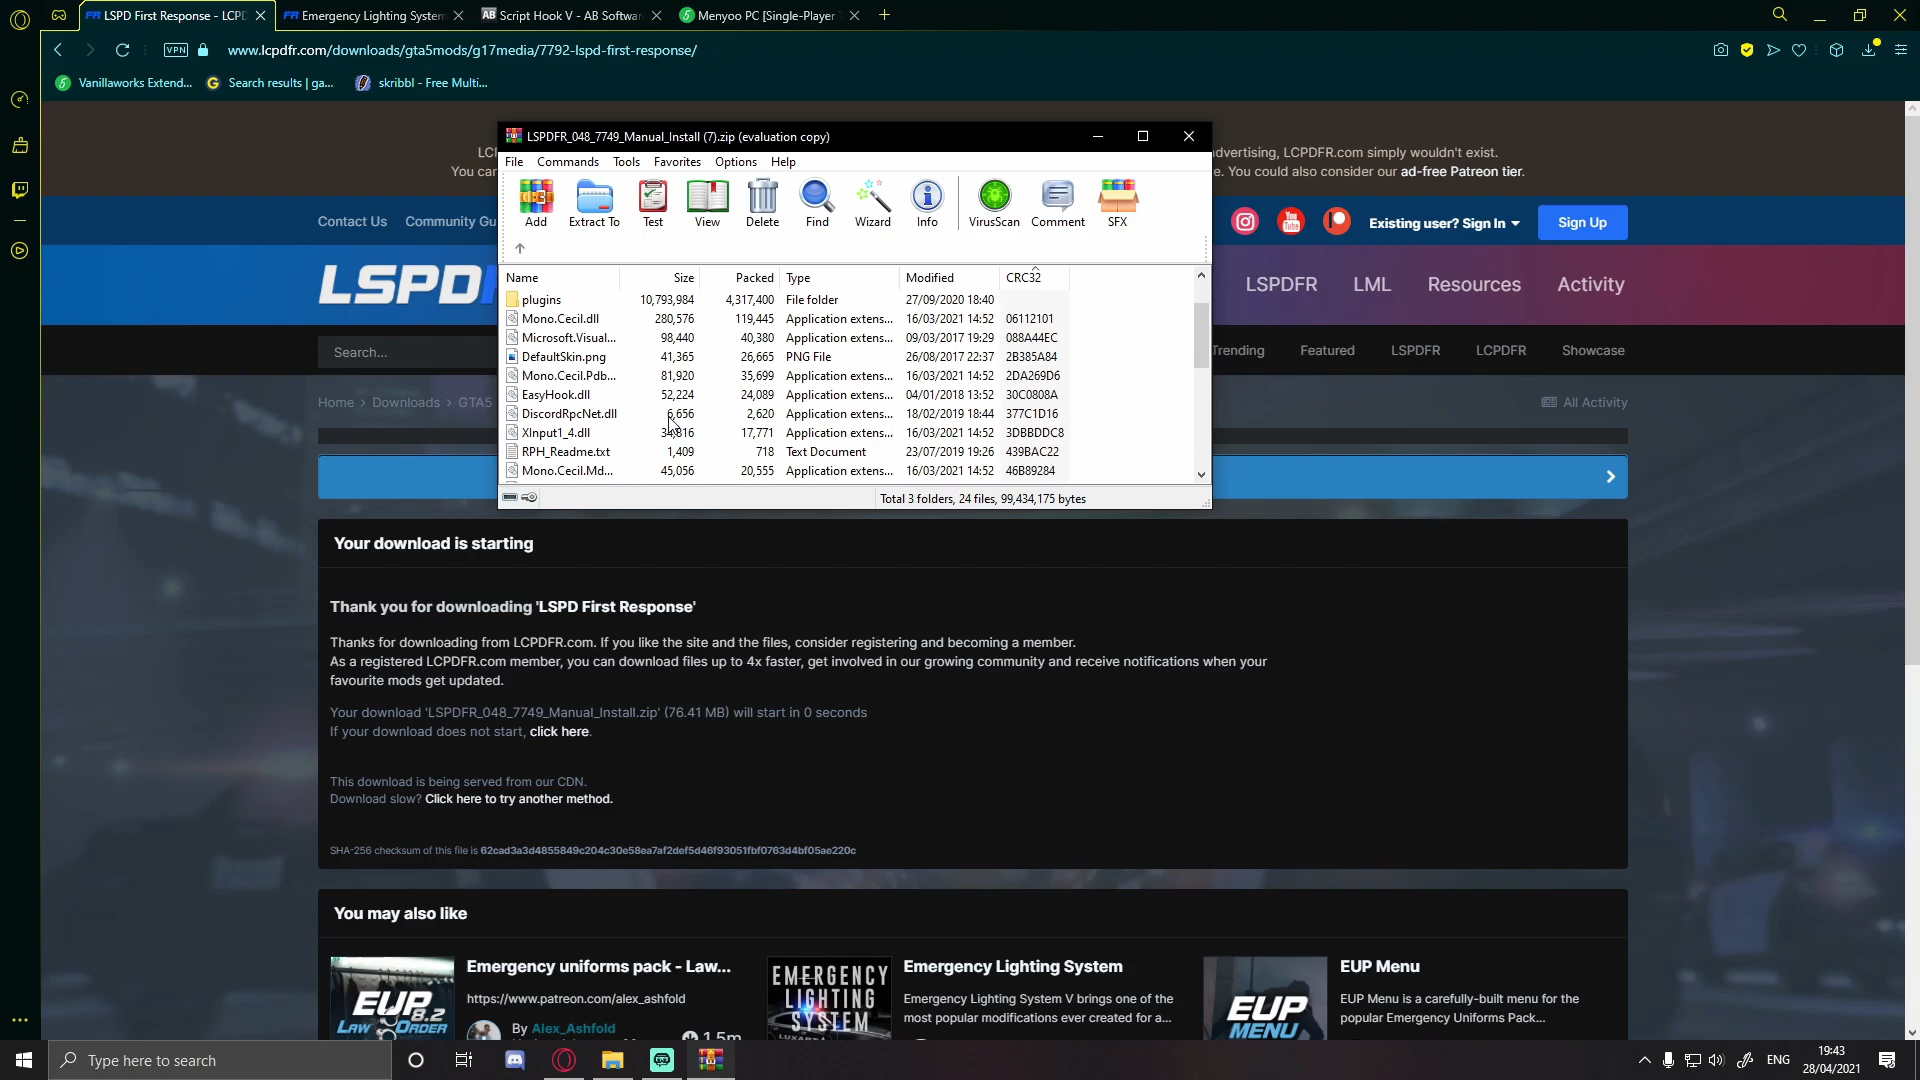 LSPD First Response - LCPD
Emergency Lighting System
Script Hook V - AB Softwar
Menyoo PC [Single-Player T
VPN
www.lcpdfr.com/downloads/gta5mods/g17media/7792-lspd-first-response/
Vanillaworks Extend...
Search results | ga...
skribbl - Free Multi...
dvertising, LCPDFR.com simply wouldn't exist.
You
e. You could also consider our ad-free Patreon tier.
LSPDFR_048_7749_Manual_Install (7).zip (evaluation copy)
File Commands Tools Favorites Options Help
Add Extract To Test View Delete Find Wizard Info VirusScan Comment SFX
Contact Us Community Gu
Existing user? Sign In
Sign Up
LSPD
LSPDFR LML Resources Activity
Search...
Trending Featured LSPDFR LCPDFR Showcase
Home > Downloads > GTA5
All Activity
Name Size Packed Type Modified CRC32
plugins 10,793,984 4,317,400 File folder 27/09/2020 18:40
Mono.Cecil.dll 280,576 119,445 Application extens... 16/03/2021 14:52 06112101
Microsoft.Visual... 98,440 40,380 Application extens... 09/03/2017 19:29 088A44EC
DefaultSkin.png 41,365 26,665 PNG File 26/08/2017 22:37 2B385A84
Mono.Cecil.Pdb... 81,920 35,699 Application extens... 16/03/2021 14:52 2DA269D6
EasyHook.dll 52,224 24,089 Application extens... 04/01/2018 13:52 30C0808A
DiscordRpcNet.dll 6,656 2,620 Application extens... 18/02/2019 18:44 377C1D16
XInput1_4.dll 34,816 17,771 Application extens... 16/03/2021 14:52 3DBBDDC8
RPH_Readme.txt 1,409 718 Text Document 23/07/2019 19:26 439BAC22
Mono.Cecil.Md... 45,056 20,555 Application extens... 16/03/2021 14:52 46B89284
Total 3 folders, 24 files, 99,434,175 bytes
Your download is starting
Thank you for downloading 'LSPD First Response'
Thanks for downloading from LCPDFR.com. If you like the site and the files, consider registering and becoming a member.
As a registered LCPDFR.com member, you can download files up to 4x faster, get involved in our growing community and receive notifications when your
favourite mods get updated.
Your download 'LSPDFR_048_7749_Manual_Install.zip' (76.41 MB) will start in 0 seconds
If your download does not start, click here.
This download is being served from our CDN.
Download slow? Click here to try another method.
SHA-256 checksum of this file is 62cad3a3d4855849c204c30e58ea7af2def5d46f93051fbf0763d4bf05ae220c
You may also like
EUP 8.2
LAW & ORDER
Emergency uniforms pack - Law...
https://www.patreon.com/alex_ashfold
By Alex_Ashfold
1.5m
EMERGENCY
LIGHTING
SYSTEM
Emergency Lighting System
Emergency Lighting System V brings one of the
most popular modifications ever created for a...
EUP
MENU
EUP Menu
EUP Menu is a carefully-built menu for the
popular Emergency Uniforms Pack...
Type here to search
ENG
19:43
28/04/2021